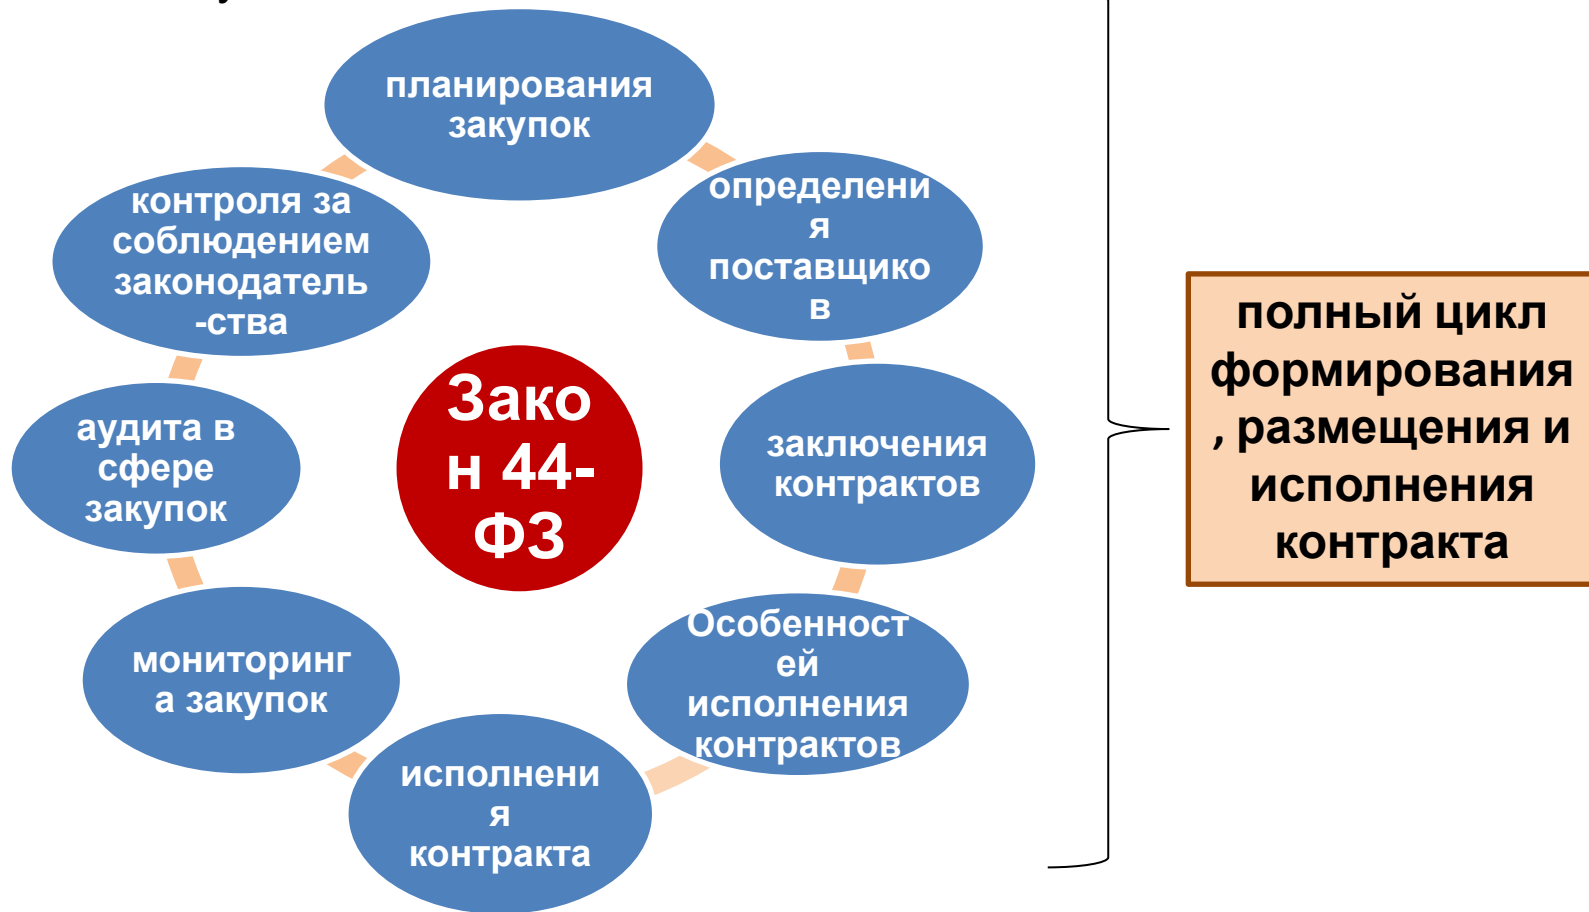 планирования
закупок
определени
я
поставщико
в
заключения
контрактов
Особенност
ей
исполнения
контрактов
исполнени
я
контракта
мониторинг
а закупок
аудита в
сфере
закупок
контроля за
соблюдением
законодатель
-ства
Зако
н 44-
ФЗ
полный цикл
формирования
, размещения и
исполнения
контракта